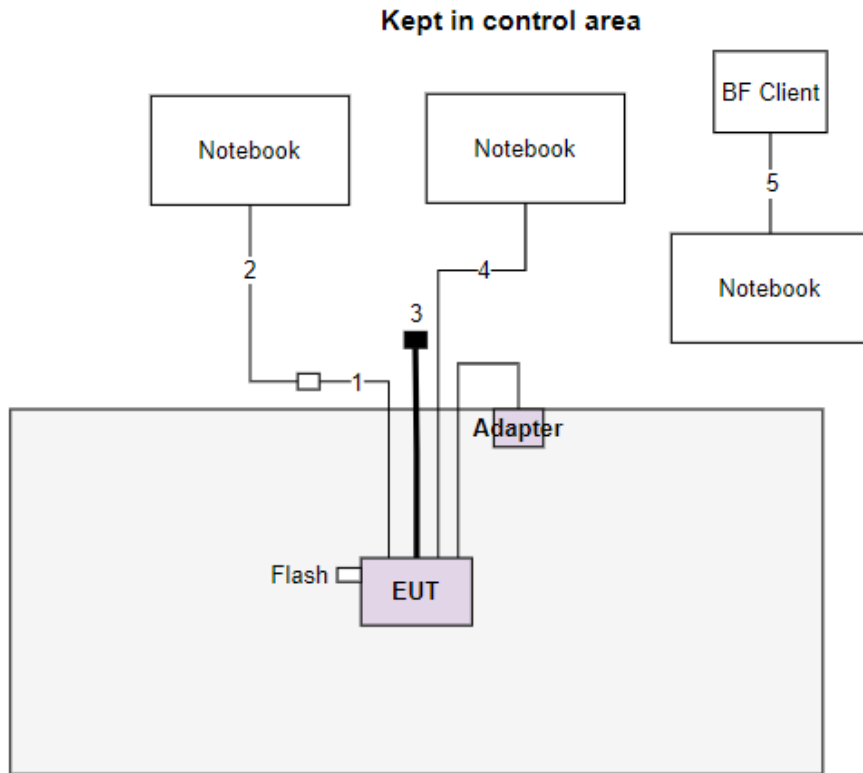 Kept in control area
BF Client
Notebook
Notebook
5
2
4
Notebook
3
1
Adapter
Flash
EUT